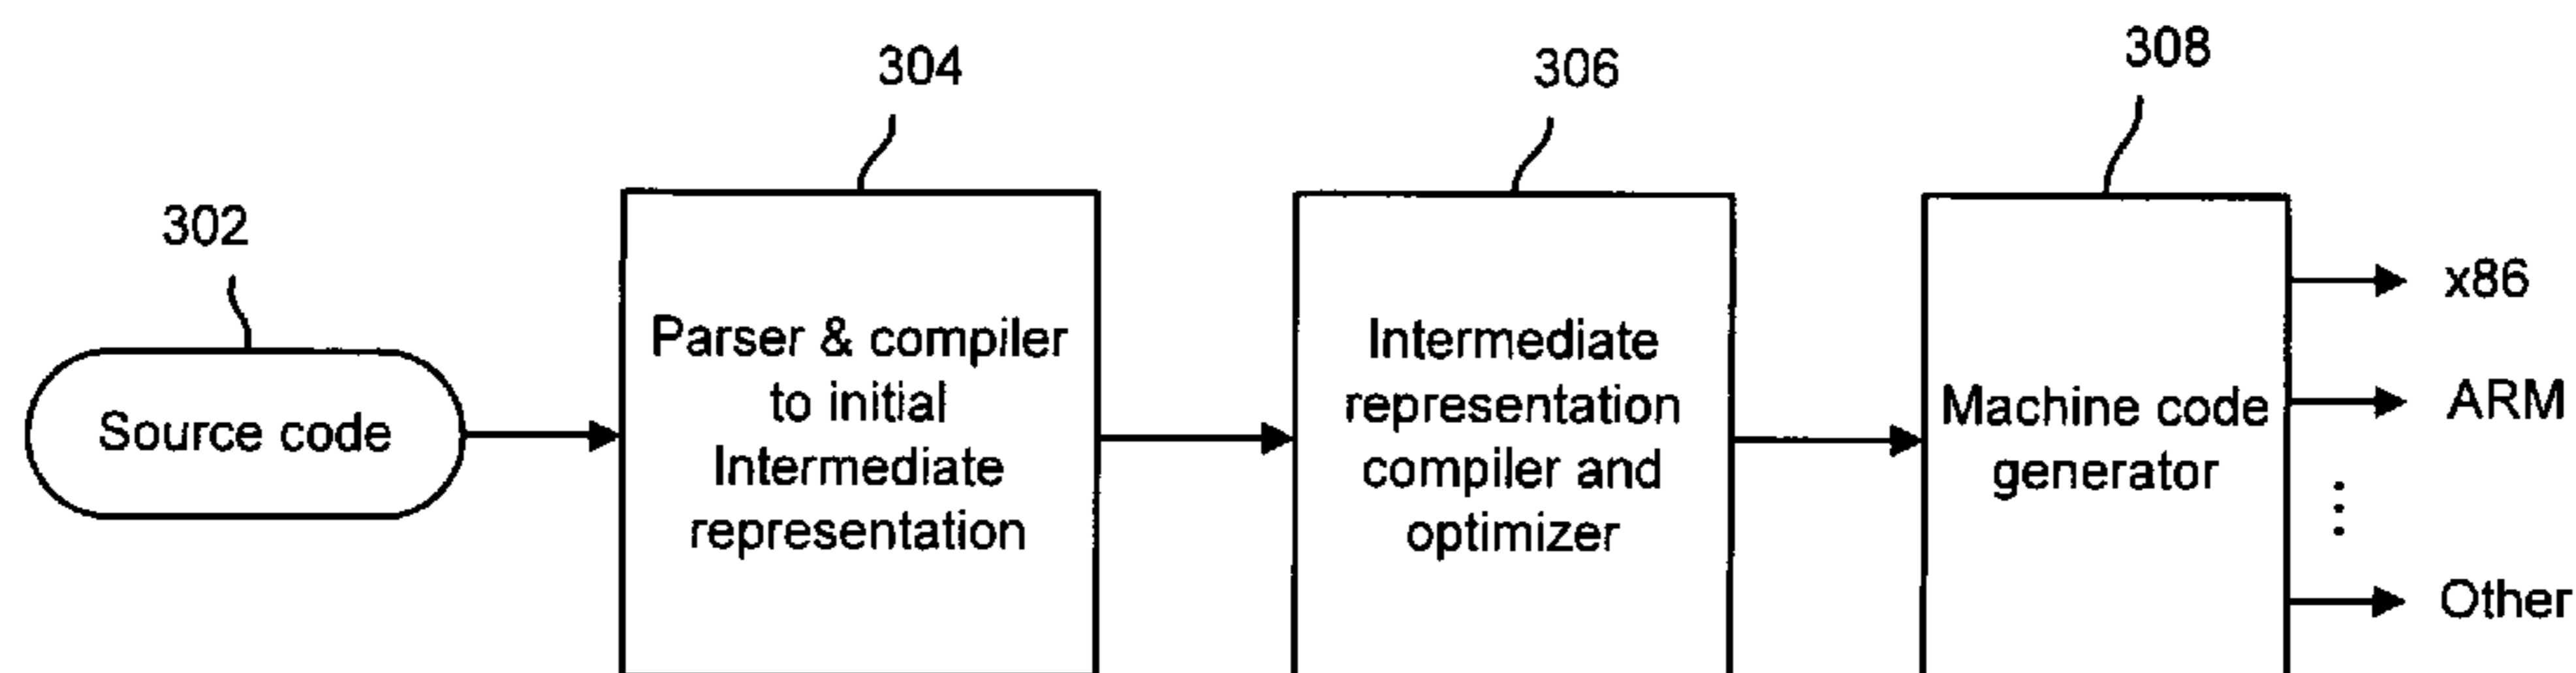 302
Source code
304
Parser & compiler
to initial
Intermediate
representation
306
Intermediate
representation
compiler and
optimizer
308
Machine code
generator
x86
ARM
Other